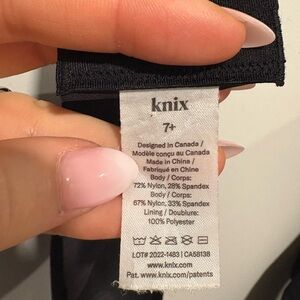 knix
7+
Designed in Canada /
Modèle conçu au Canada
Made in China /
Fabriqué en Chine
Body / Corps:
72% Nylon, 28% Spandex
Body / Corps:
67% Nylon, 33% Spandex
Lining / Doublure:
100% Polyester
LOT# 2022-1483 | CA58138
www.knix.com
Pat. www.knix.com/patents